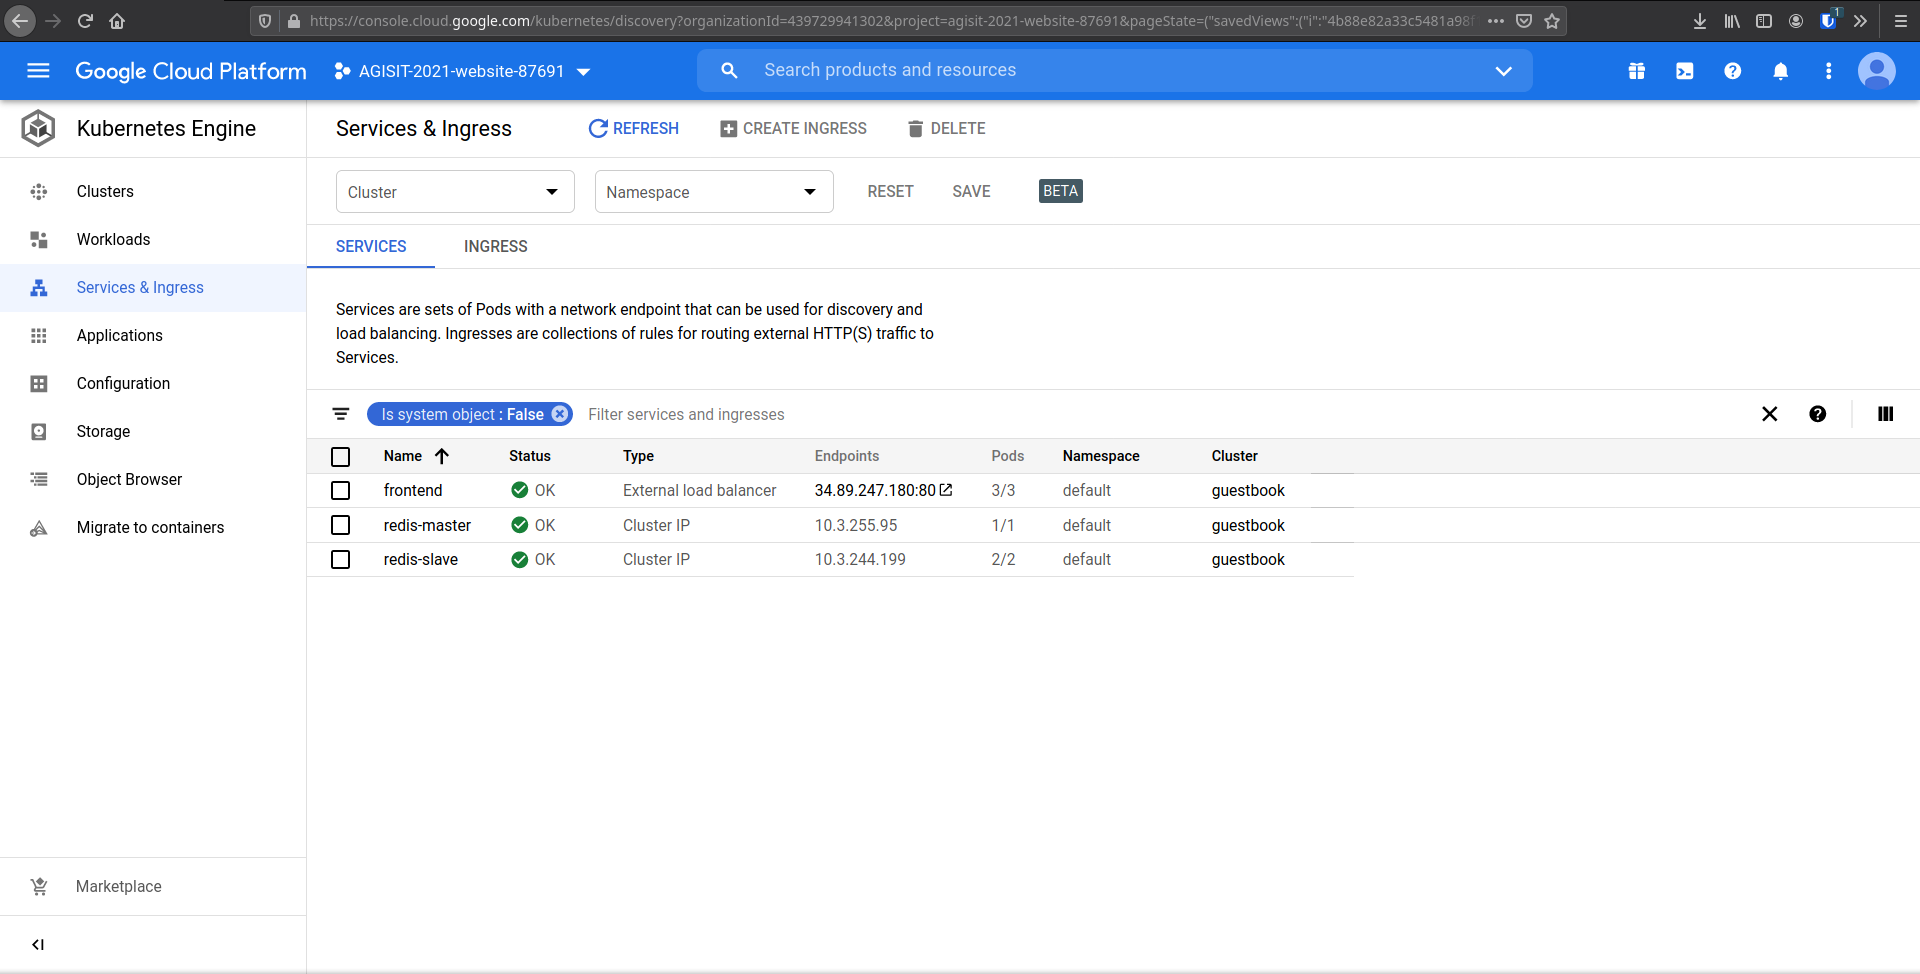 https://console.cloud.google.com/kubernetes/discovery?organizationId=439729941302&project=agisit-2021-website-87691&pageState=("savedViews":("i":"4b88e82a33c5481a98f
1
Google Cloud Platform
AGISIT-2021-website-87691
Search products and resources
Kubernetes Engine
Services & Ingress
REFRESH
CREATE INGRESS
DELETE
Clusters
Workloads
Services & Ingress
Applications
Configuration
Storage
Object Browser
Migrate to containers
Marketplace
Cluster
Namespace
RESET
SAVE
BETA
SERVICES
INGRESS
Services are sets of Pods with a network endpoint that can be used for discovery and
load balancing. Ingresses are collections of rules for routing external HTTP(S) traffic to
Services.
Is system object : False
Filter services and ingresses
Name Status Type Endpoints Pods Namespace Cluster
frontend OK External load balancer 34.89.247.180:80 3/3 default guestbook
redis-master OK Cluster IP 10.3.255.95 1/1 default guestbook
redis-slave OK Cluster IP 10.3.244.199 2/2 default guestbook